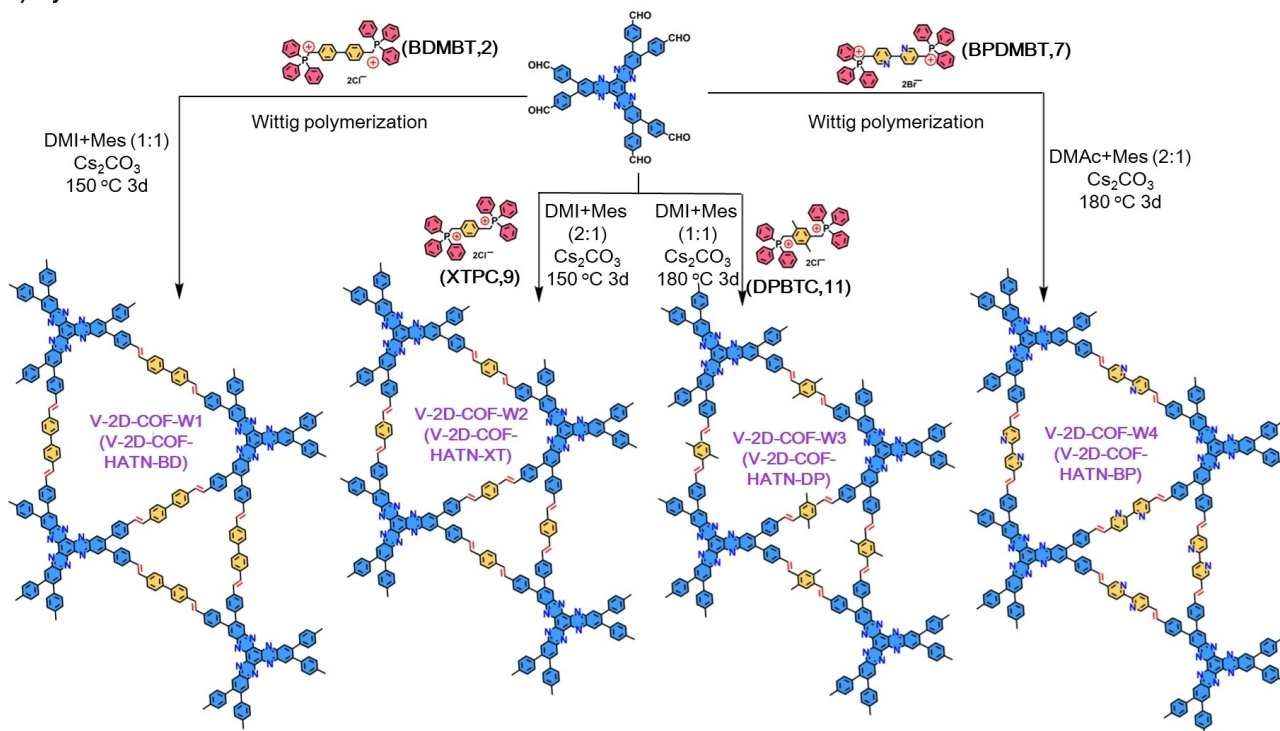 CHO
CHO
OHC
OHC
CHO
CHO
(BDMBT,2)
2Cl⁻
(BPDMBT,7)
2Br⁻
Wittig polymerization
Wittig polymerization
DMI+Mes (1:1)
Cs₂CO₃
150 °C 3d
(XTPC,9)
2Cl⁻
DMI+Mes
(2:1)
Cs₂CO₃
150 °C 3d
DMI+Mes
(1:1)
Cs₂CO₃
180 °C 3d
(DPBTC,11)
2Cl⁻
DMAc+Mes (2:1)
Cs₂CO₃
180 °C 3d
V-2D-COF-W1
(V-2D-COF-
HATN-BD)
V-2D-COF-W2
(V-2D-COF-
HATN-XT)
V-2D-COF-W3
(V-2D-COF-
HATN-DP)
V-2D-COF-W4
(V-2D-COF-
HATN-BP)